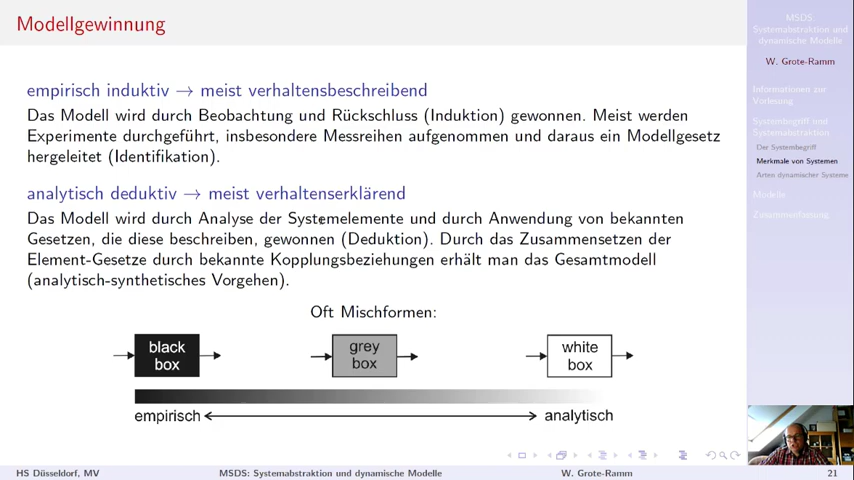 Modellgewinnung
empirisch induktiv → meist verhaltensbeschreibend
Das Modell wird durch Beobachtung und Rückschluss (Induktion) gewonnen. Meist werden
Experimente durchgeführt, insbesondere Messreihen aufgenommen und daraus ein Modellgesetz
hergeleitet (Identifikation).
analytisch deduktiv → meist verhaltenserklärend
Das Modell wird durch Analyse der Systemelemente und durch Anwendung von bekannten
Gesetzen, die diese beschreiben, gewonnen (Deduktion). Durch das Zusammensetzen der
Element-Gesetze durch bekannte Kopplungsbeziehungen erhält man das Gesamtmodell
(analytisch-synthetisches Vorgehen).
Oft Mischformen:
black
box
grey
box
white
box
empirisch
analytisch
MSDS:
Systemabstraktion und
dynamische Modelle
W. Grote-Ramm
Informationen zur
Vorlesung
Systembegriff und
Systemabstraktion
Der Systembegriff
Merkmale von Systemen
Arten dynamischer Systeme
Modelle
Zusammenfassung
HS Düsseldorf, MV
MSDS: Systemabstraktion und dynamische Modelle
W. Grote-Ramm
21